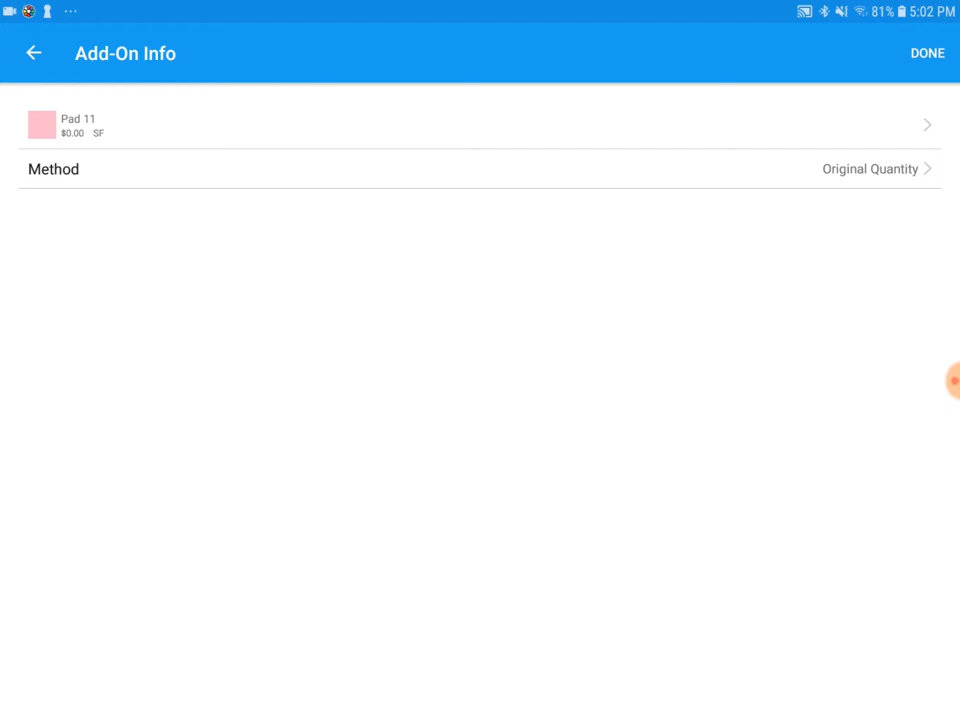 81% 5:02 PM
Add-On Info
DONE
Pad 11
$0.00 SF
Method
Original Quantity